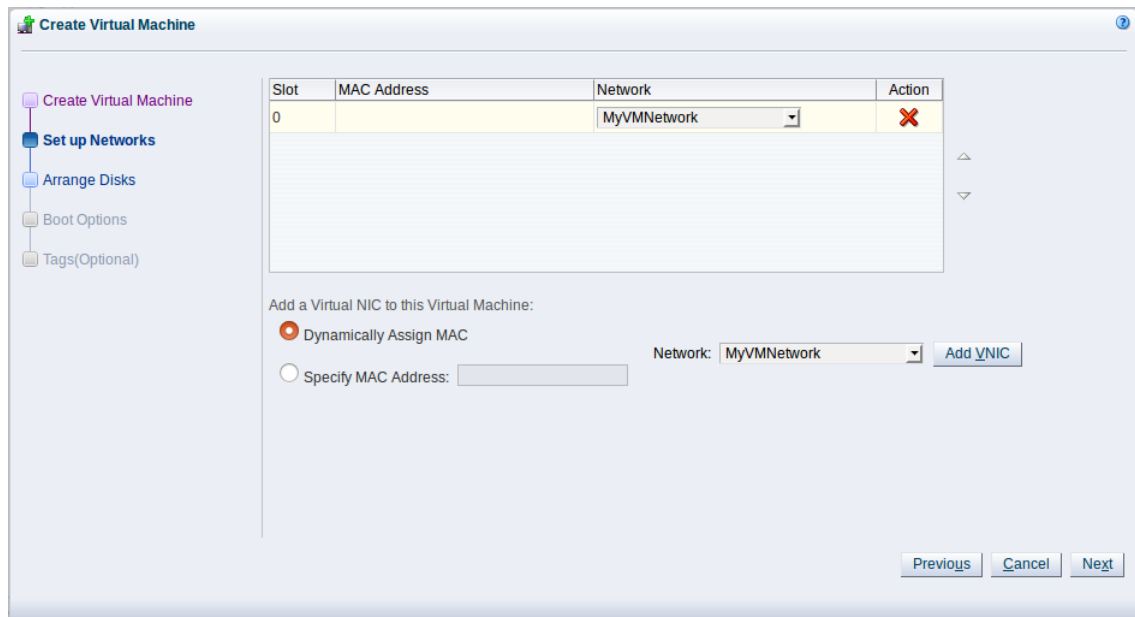 Create Virtual Machine
Create Virtual Machine
Set up Networks
Arrange Disks
Boot Options
Tags(Optional)
Slot MAC Address Network Action
0 MyVMNetwork
Add a Virtual NIC to this Virtual Machine:
Dynamically Assign MAC
Specify MAC Address:
Network: MyVMNetwork Add VNIC
Previous Cancel Next